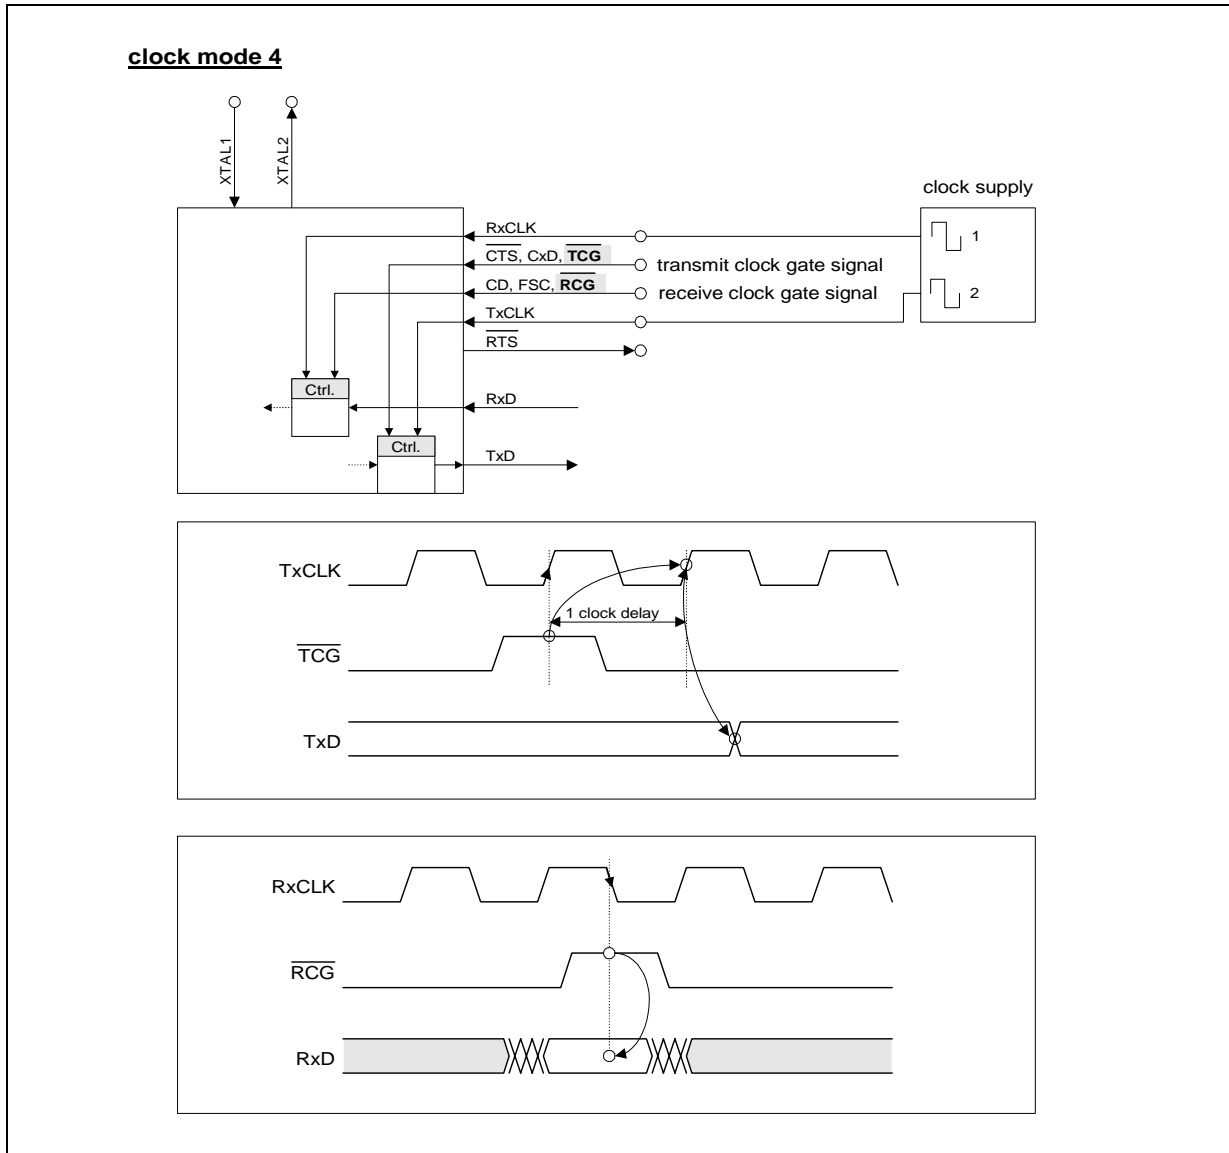 clock mode 4
XTAL1
XTAL2
clock supply
RxCLK
1
CTS, CxD, TCG
transmit clock gate signal
CD, FSC, RCG
receive clock gate signal
2
TxCLK
RTS
Ctrl.
RxD
Ctrl.
TxD
TxCLK
1 clock delay
TCG
TxD
RxCLK
RCG
RxD